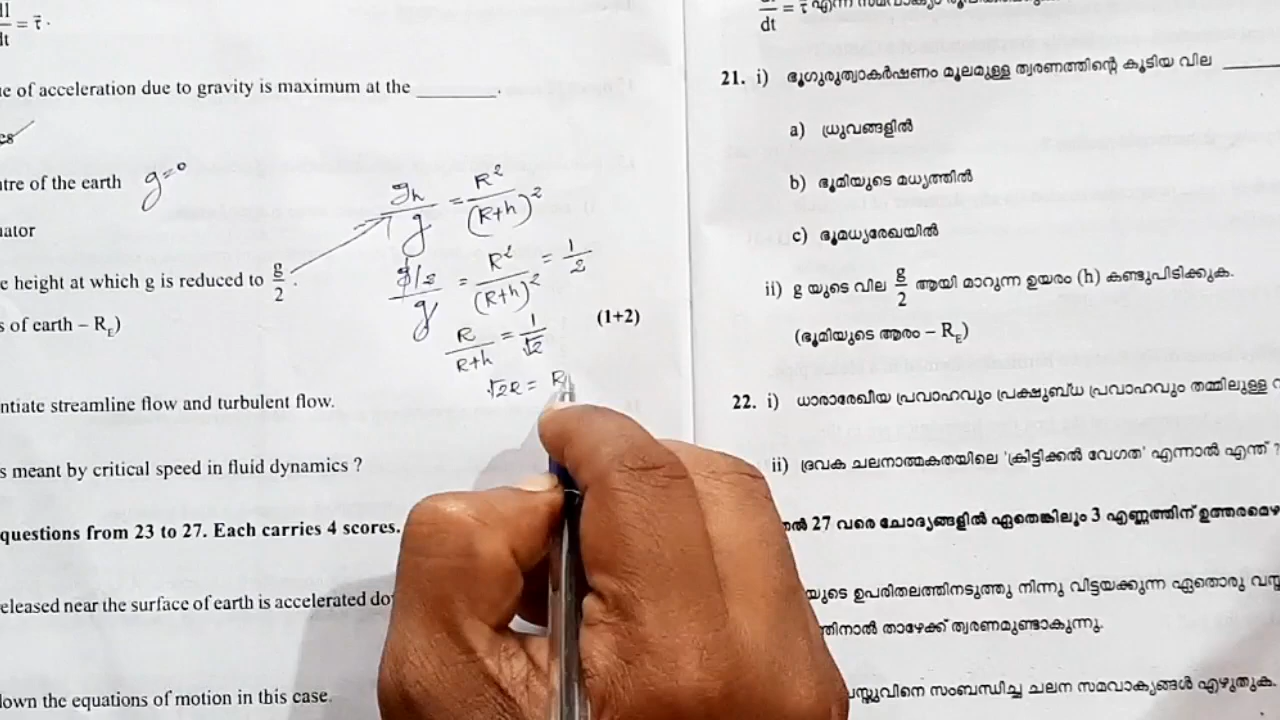 = τ̄ .
dt
e of acceleration due to gravity is maximum at the ________.
es
tre of the earth g=0
ator
e height at which g is reduced to g/2 .
s of earth – R_E)
gh/g = R²/(R+h)²
g/2/g = R²/(R+h)² = 1/2
R/R+h = 1/√2
√2R = R
(1+2)
ntiate streamline flow and turbulent flow.
s meant by critical speed in fluid dynamics ?
questions from 23 to 27. Each carries 4 scores.
eleased near the surface of earth is accelerated do
own the equations of motion in this case.
dt = τ̄ എന്ന
21. i) ഭൂഗുരുത്വാകർഷണം മൂലമുള്ള ത്വരണത്തിന്റെ കൂടിയ വില ______
a) ധ്രുവങ്ങളിൽ
b) ഭൂമിയുടെ മധ്യത്തിൽ
c) ഭൂമധ്യരേഖയിൽ
ii) g യുടെ വില g/2 ആയി മാറുന്ന ഉയരം (h) കണ്ടുപിടിക്കുക.
(ഭൂമിയുടെ ആരം – R_E)
22. i) ധാരാരേഖീയ പ്രവാഹവും പ്രക്ഷുബ്ധ പ്രവാഹവും തമ്മിലുള്ള
ii) ദ്രവക ചലനാത്മകതയിലെ 'ക്രിട്ടിക്കൽ വേഗത' എന്നാൽ എന്ത് ?
തൽ 27 വരെ ചോദ്യങ്ങളിൽ ഏതെങ്കിലും 3 എണ്ണത്തിന് ഉത്തരമെഴ
യുടെ ഉപരിതലത്തിനടുത്തു നിന്നു വിട്ടയക്കുന്ന ഏതൊരു
ത്തിനാൽ താഴേക്ക് ത്വരണമുണ്ടാകുന്നു.
വസ്തുവിനെ സംബന്ധിച്ച ചലന സമവാക്യങ്ങൾ എഴുതുക.